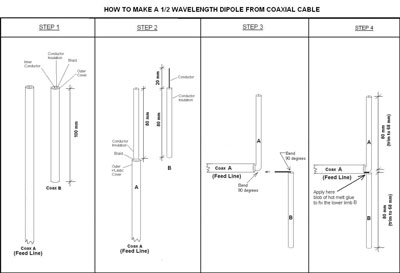 HOW TO MAKE A 1/2 WAVELENGTH DIPOLE FROM COAXIAL CABLE
STEP 1
STEP 2
STEP 3
STEP 4
Inner
Conductor
Conductor
Insulation
Shield
Outer
Cover
100 mm
Coax B
Coax A
(Feed Line)
20 mm
Conductor
Conductor
Insulation
80 mm
80 mm
Conductor
Insulation
Shield
Outer
Cover
A
B
Coax A
(Feed Line)
A
Bend
90 degrees
Coax A
(Feed Line)
Bend
90 degrees
B
A
80 mm
(trim to 68 mm)
Coax A
(Feed Line)
Apply here
blob of hot melt glue
to fix the lower limb B
80 mm
(trim to 68 mm)
B